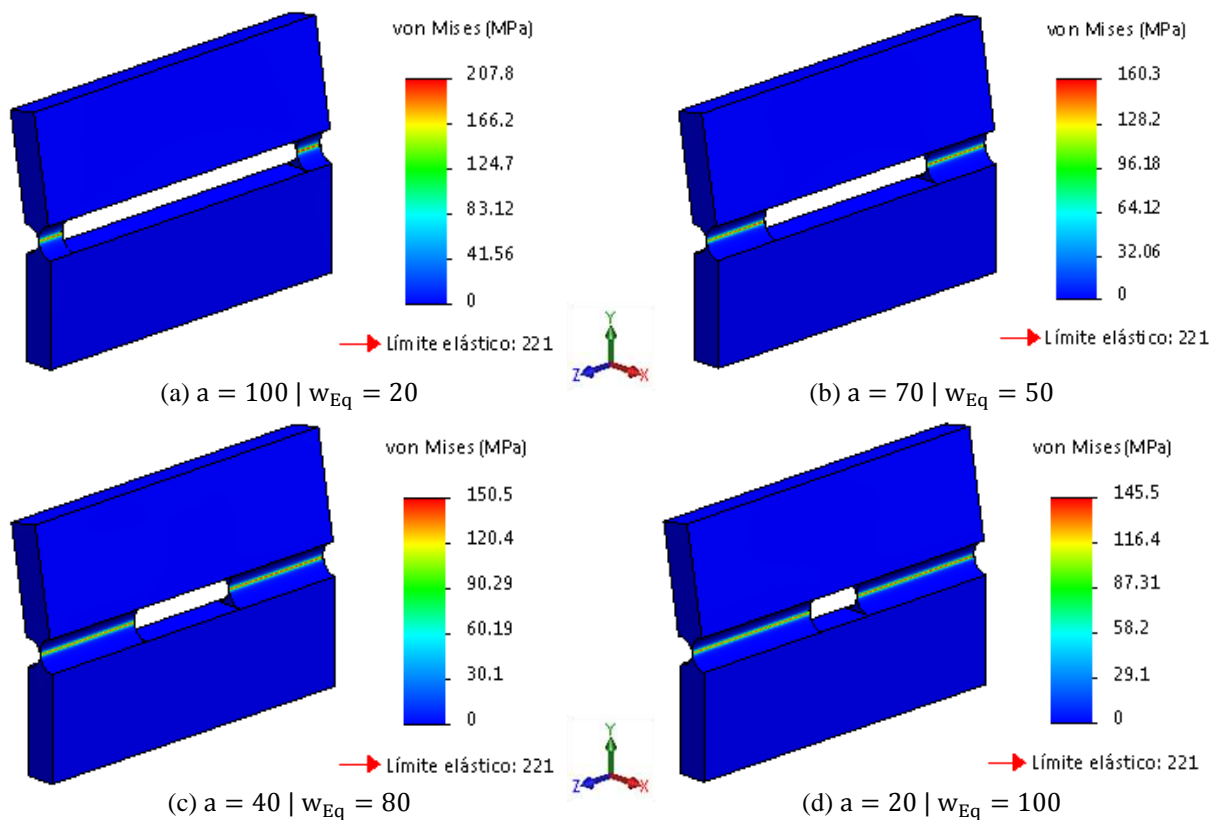 von Mises (MPa)
207.8
166.2
124.7
83.12
41.56
0
Límite elástico: 221
(a) a = 100 | w_Eq = 20
von Mises (MPa)
160.3
128.2
96.18
64.12
32.06
0
Límite elástico: 221
(b) a = 70 | w_Eq = 50
Y
Z
X
von Mises (MPa)
150.5
120.4
90.29
60.19
30.1
0
Límite elástico: 221
(c) a = 40 | w_Eq = 80
von Mises (MPa)
145.5
116.4
87.31
58.2
29.1
0
Límite elástico: 221
(d) a = 20 | w_Eq = 100
Y
Z
X